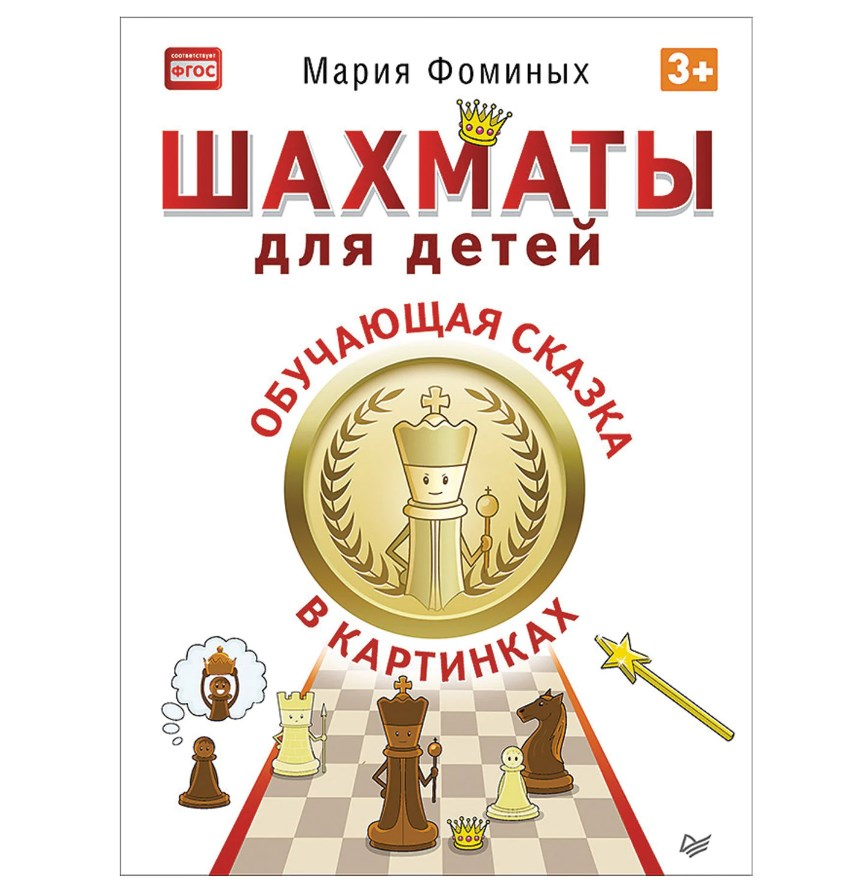 соответствует
ФГОС
Мария Фоминых
3+
ШАХМАТЫ
для детей
ОБУЧАЮЩАЯ СКАЗКА
В КАРТИНКАХ